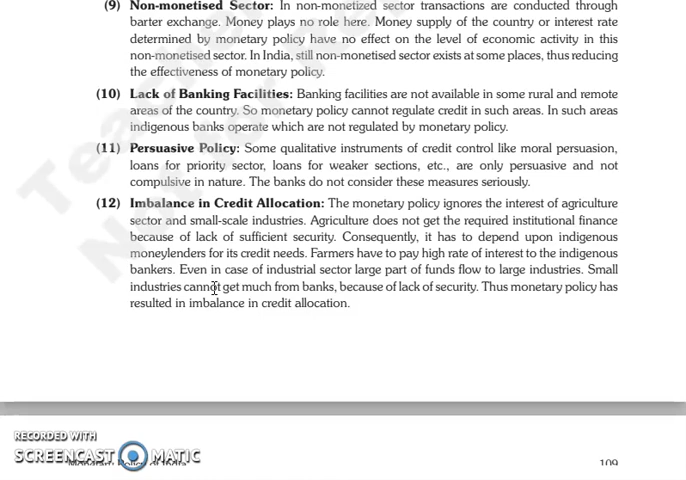 (9) Non-monetised Sector: In non-monetized sector transactions are conducted through
barter exchange. Money plays no role here. Money supply of the country or interest rate
determined by monetary policy have no effect on the level of economic activity in this
non-monetised sector. In India, still non-monetised sector exists at some places, thus reducing
the effectiveness of monetary policy.
(10) Lack of Banking Facilities: Banking facilities are not available in some rural and remote
areas of the country. So monetary policy cannot regulate credit in such areas. In such areas
indigenous banks operate which are not regulated by monetary policy.
(11) Persuasive Policy: Some qualitative instruments of credit control like moral persuasion,
loans for priority sector, loans for weaker sections, etc., are only persuasive and not
compulsive in nature. The banks do not consider these measures seriously.
(12) Imbalance in Credit Allocation: The monetary policy ignores the interest of agriculture
sector and small-scale industries. Agriculture does not get the required institutional finance
because of lack of sufficient security. Consequently, it has to depend upon indigenous
moneylenders for its credit needs. Farmers have to pay high rate of interest to the indigenous
bankers. Even in case of industrial sector large part of funds flow to large industries. Small
industries cannot get much from banks, because of lack of security. Thus monetary policy has
resulted in imbalance in credit allocation.
RECORDED WITH
SCREENCAST MATIC
109